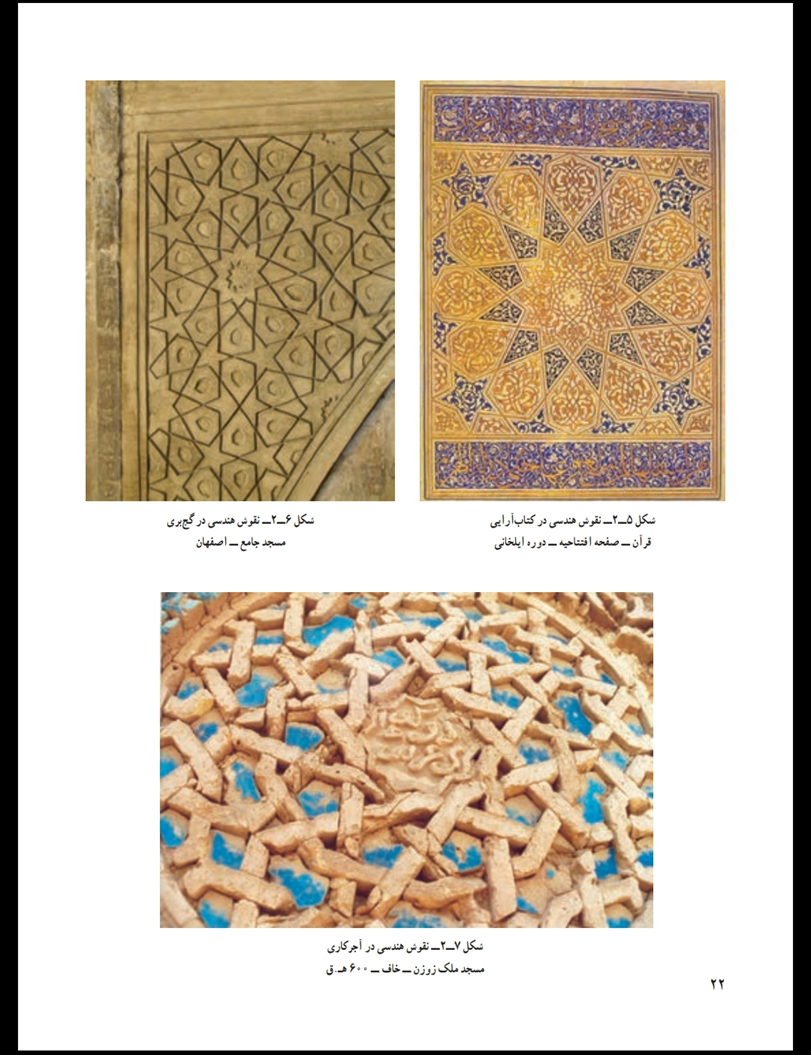 شکل ۵ــ۲ــ نقوش هندسی در کتاب‌آرایی
قرآن ــ صفحه افتتاحیه ــ دوره ایلخانی
شکل ۶ــ۲ــ نقوش هندسی در گچ‌بری
مسجد جامع ــ اصفهان
شکل ۷ــ۲ــ نقوش هندسی در آجرکاری
مسجد ملک زوزن ــ خاف ــ ۶۰۰ هـ.ق
۲۲